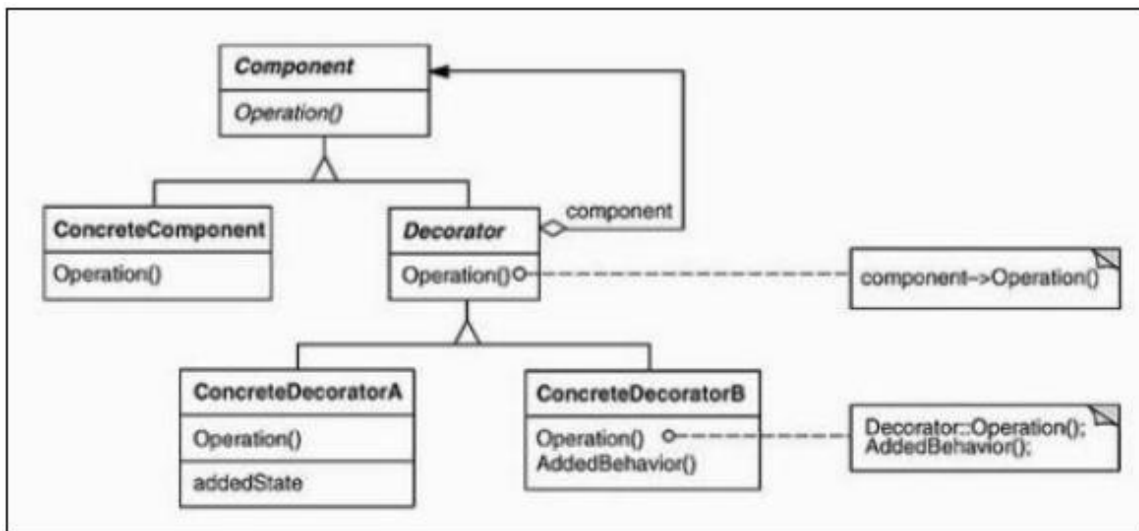 Component
Operation()
component
ConcreteComponent
Operation()
Decorator
Operation()
component->Operation()
ConcreteDecoratorA
Operation()
addedState
ConcreteDecoratorB
Operation()
AddedBehavior()
Decorator::Operation();
AddedBehavior();